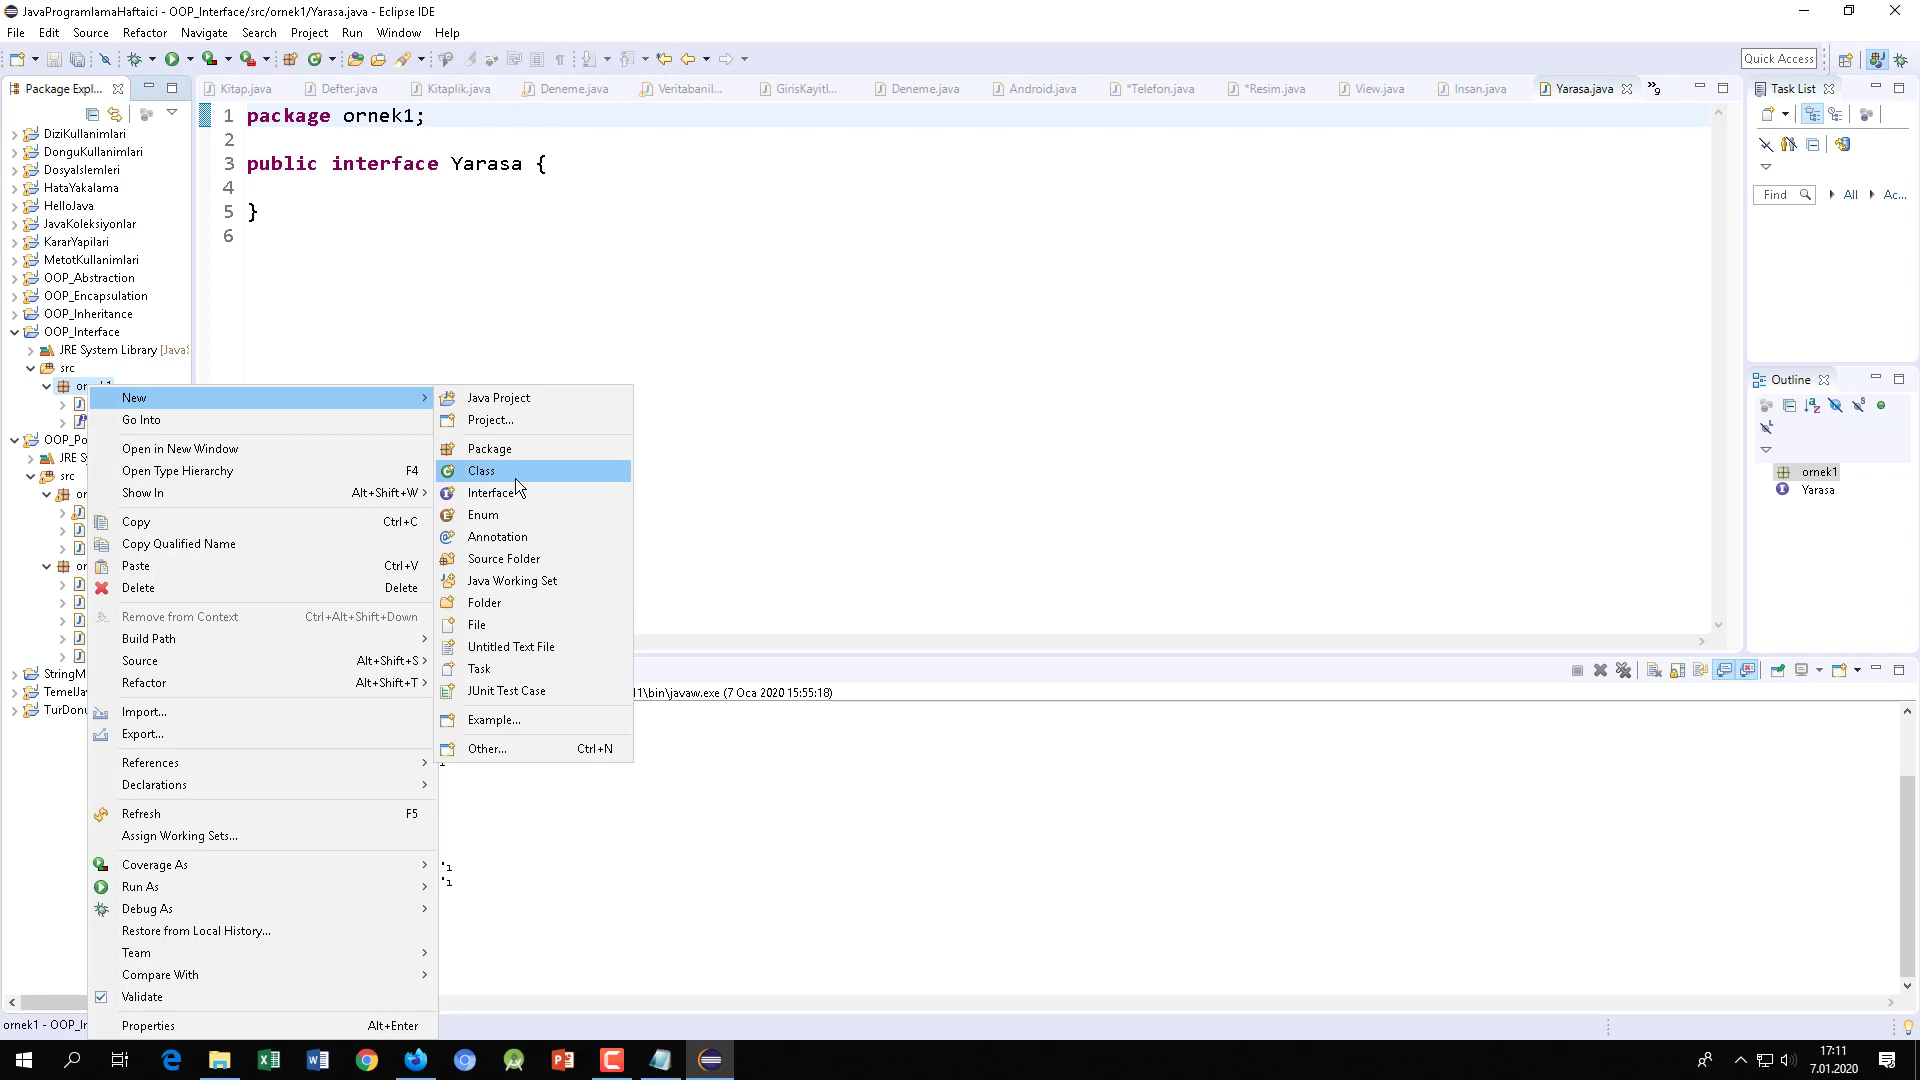 JavaProgramlamaHaftaici - OOP_Interface/src/ornek1/Yarasa.java - Eclipse IDE
File Edit Source Refactor Navigate Search Project Run Window Help
Quick Access
Package Expl...
Kitap.java Defter.java Kitaplik.java Deneme.java Veritabanil... GirisKayitl... Deneme.java Android.java *Telefon.java *Resim.java View.java Insan.java Yarasa.java 9
Task List
DiziKullanimlari
DonguKullanimlari
DosyaIslemleri
HataYakalama
HelloJava
JavaKoleksiyonlar
KararYapilari
MetotKullanimlari
OOP_Abstraction
OOP_Encapsulation
OOP_Inheritance
OOP_Interface
JRE System Library [JavaS
src
OOP_Po
JRE S
src
or
or
StringM
TemelJav
TurDonu
1 package ornek1;
2
3 public interface Yarasa {
4
5 }
6
Find All Ac...
Outline
ornek1
Yarasa
New
Go Into
Open in New Window
Open Type Hierarchy F4
Show In Alt+Shift+W
Copy Ctrl+C
Copy Qualified Name
Paste Ctrl+V
Delete Delete
Remove from Context Ctrl+Alt+Shift+Down
Build Path
Source Alt+Shift+S
Refactor Alt+Shift+T
Import...
Export...
References
Declarations
Refresh F5
Assign Working Sets...
Coverage As
Run As
Debug As
Restore from Local History...
Team
Compare With
Validate
Properties Alt+Enter
Java Project
Project...
Package
Class
Interface
Enum
Annotation
Source Folder
Java Working Set
Folder
File
Untitled Text File
Task
JUnit Test Case
Example...
Other... Ctrl+N
11\bin\javaw.exe (7 Oca 2020 15:55:18)
'ı
'ı
ornek1 - OOP_In
17:11
7.01.2020